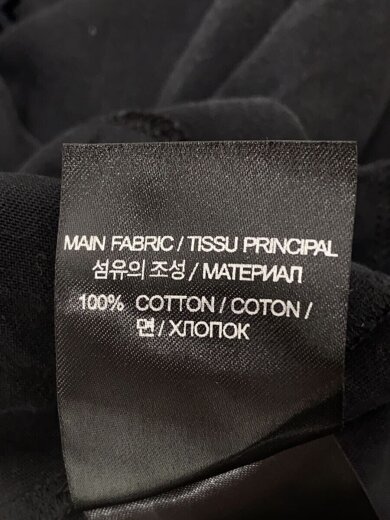 MAIN FABRIC / TISSU PRINCIPAL
섬유의 조성 / МАТЕРИАЛ
100% COTTON / COTON /
면 / ХЛОПОК